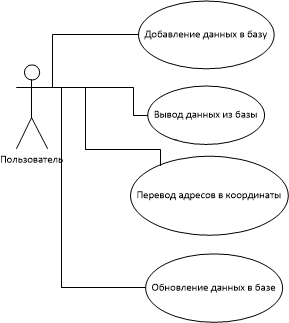 Добавление данных в базу
Вывод данных из базы
Пользователь
Перевод адресов в координаты
Обновление данных в базе